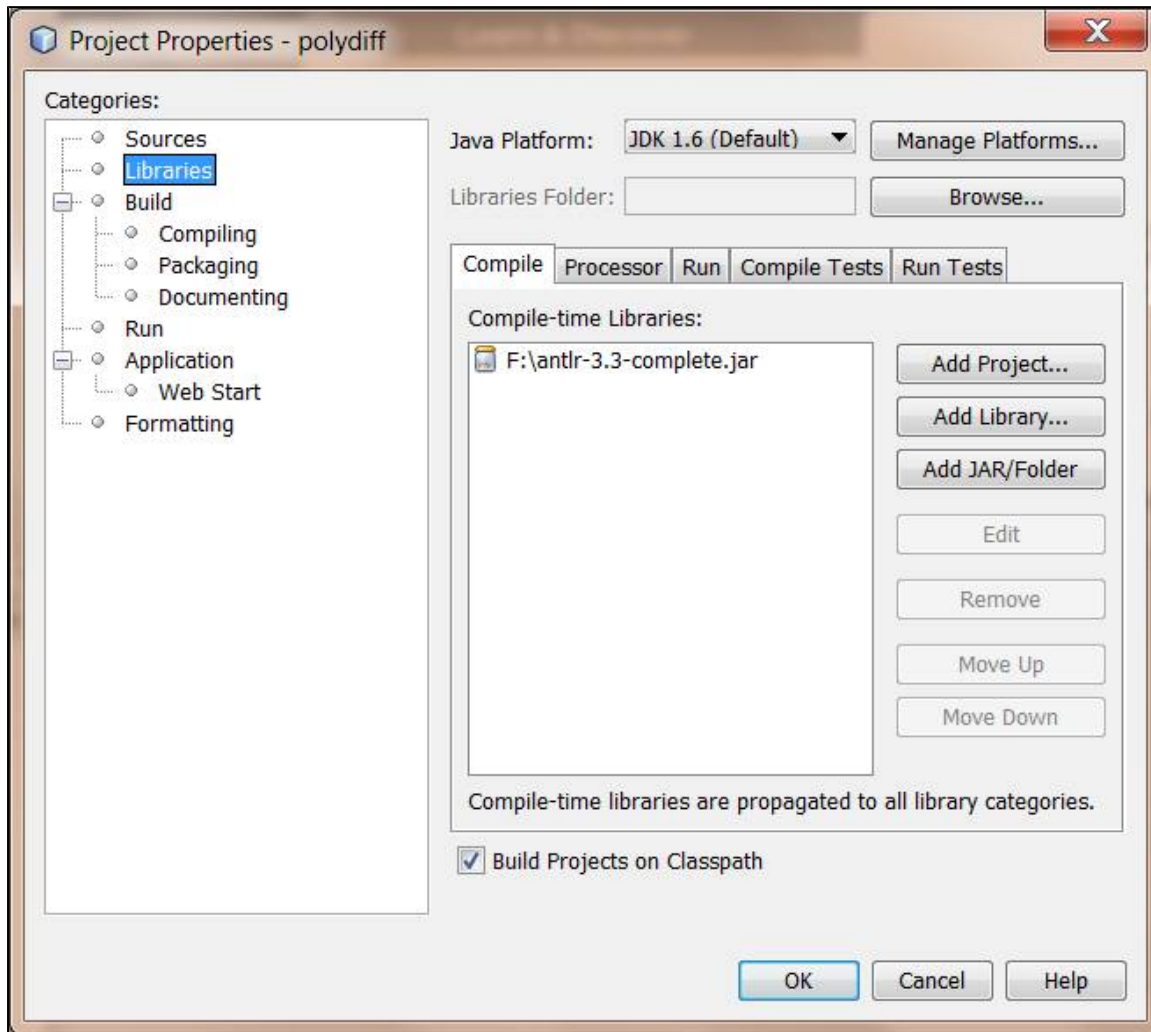 Project Properties - polydiff
X
Categories:
Sources
Libraries
Build
Compiling
Packaging
Documenting
Run
Application
Web Start
Formatting
Java Platform:
JDK 1.6 (Default)
Manage Platforms...
Libraries Folder:
Browse...
Compile
Processor
Run
Compile Tests
Run Tests
Compile-time Libraries:
F:\antlr-3.3-complete.jar
Add Project...
Add Library...
Add JAR/Folder
Edit
Remove
Move Up
Move Down
Compile-time libraries are propagated to all library categories.
Build Projects on Classpath
OK
Cancel
Help